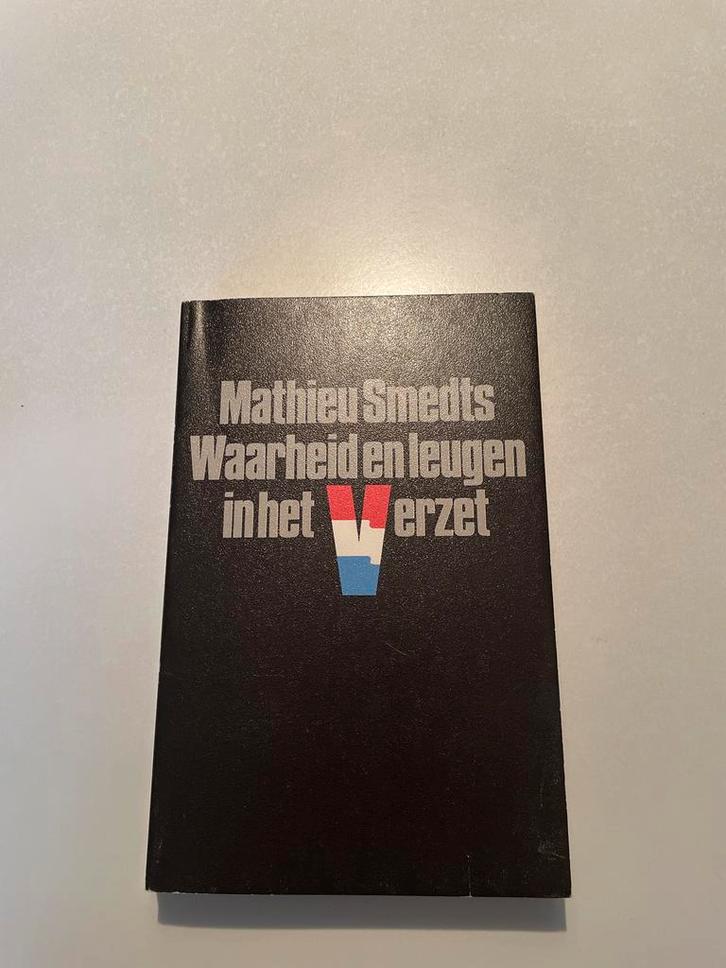 Mathieu Smedts
Waarheid en leugen
in het Verzet